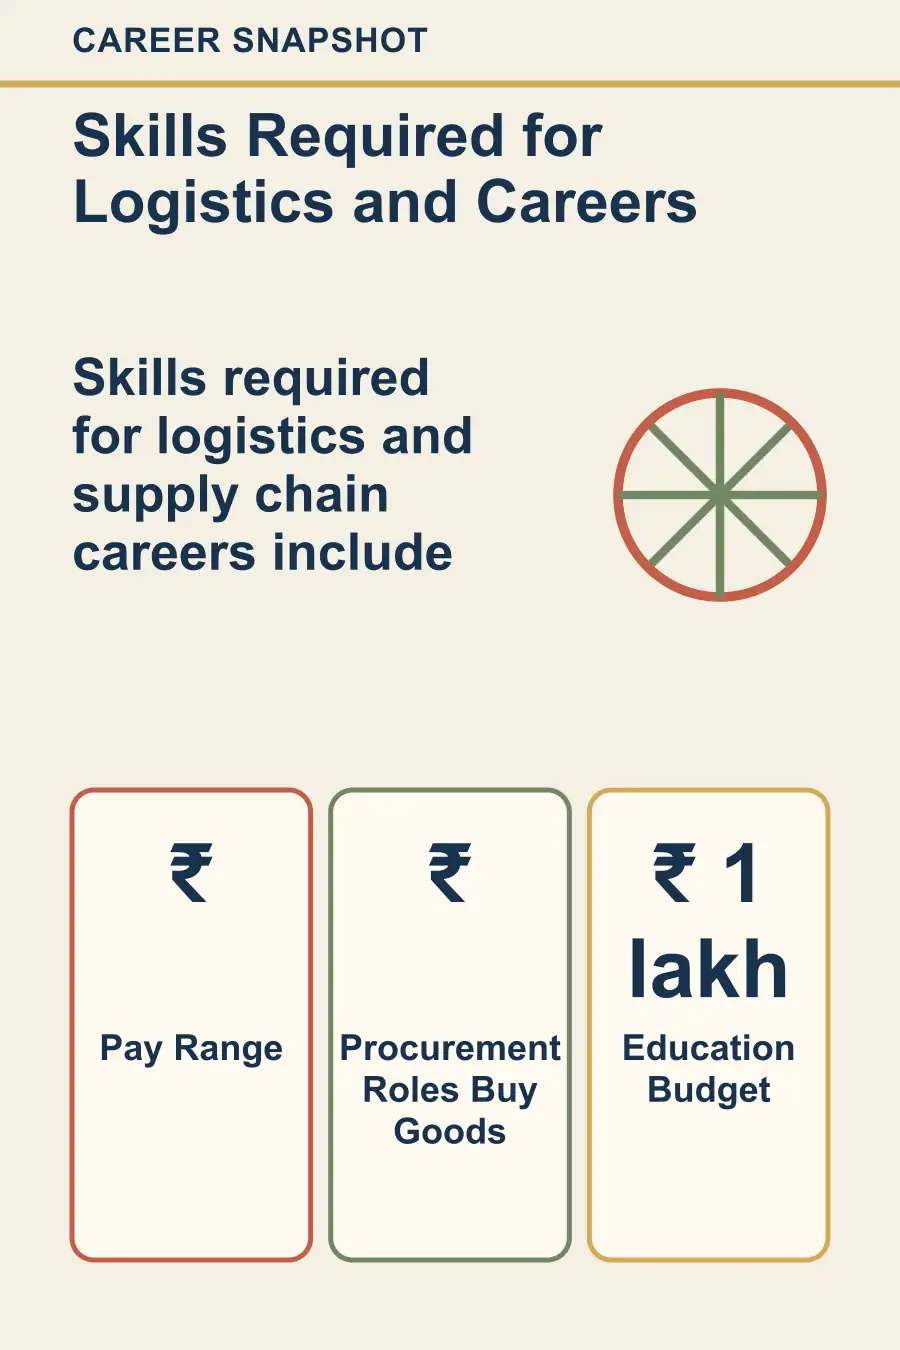 CAREER SNAPSHOT
Skills Required for
Logistics and Careers
Skills required
for logistics and
supply chain
careers include
₹
Pay Range
₹
Procurement
Roles Buy
Goods
₹ 1
lakh
Education
Budget